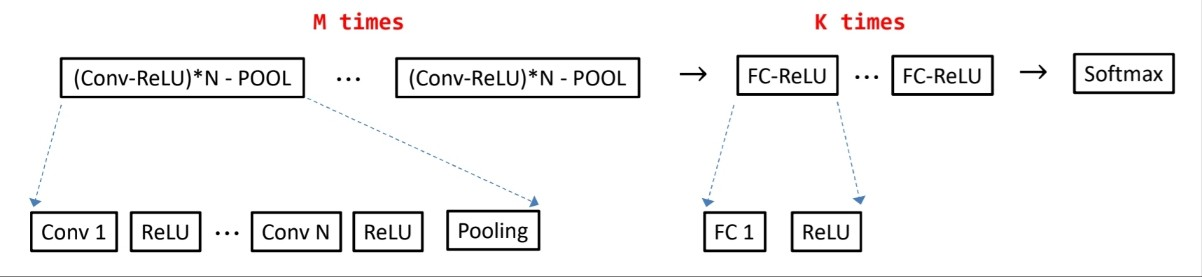 M times
K times
(Conv-ReLU)*N - POOL ... (Conv-ReLU)*N - POOL → FC-ReLU ... FC-ReLU → Softmax
Conv 1 ReLU ... Conv N ReLU Pooling FC 1 ReLU